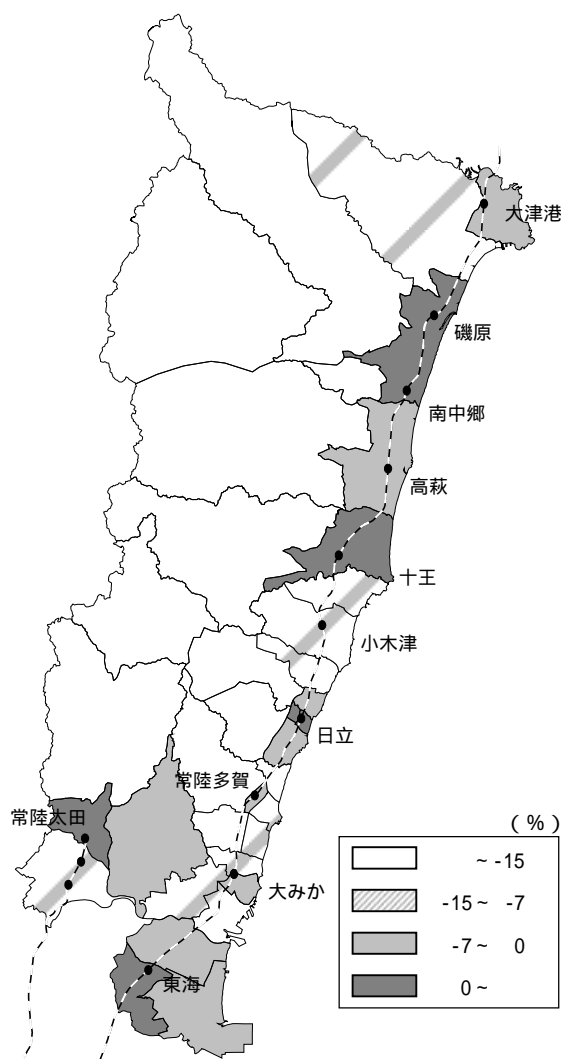 大津港
磯原
南中郷
高萩
十王
小木津
日立
常陸多賀
常陸太田
大みか
東海
(%)
~ -15
-15 ~ -7
-7 ~ 0
0 ~